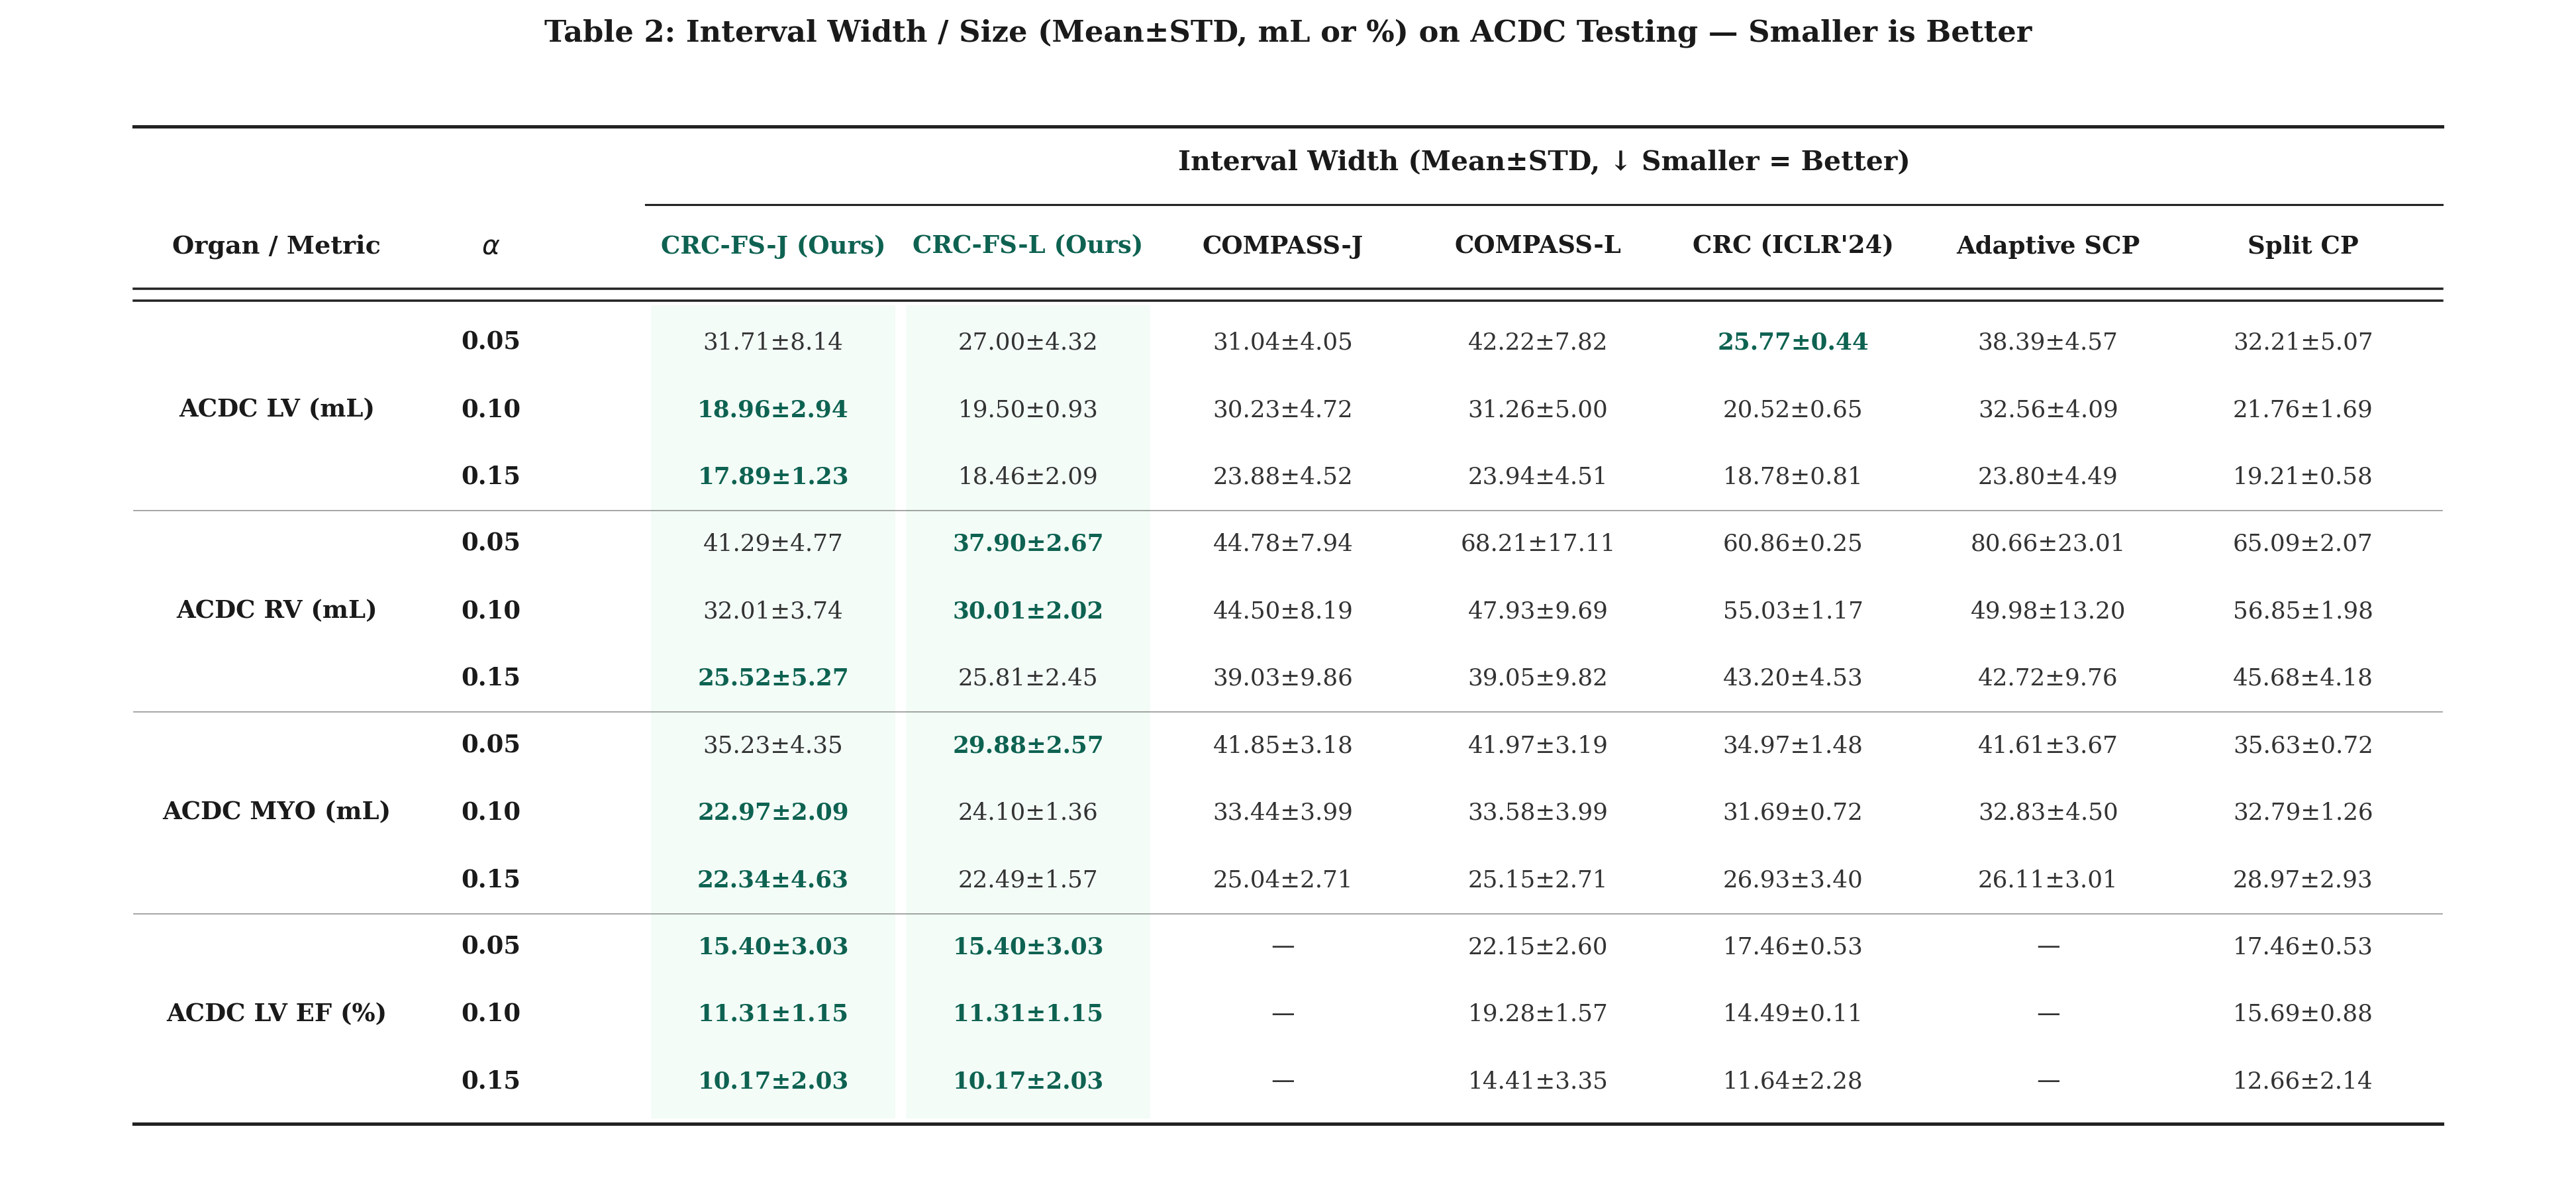 Table 2: Interval Width / Size (Mean±STD, mL or %) on ACDC Testing — Smaller is Better
Interval Width (Mean±STD, ↓ Smaller = Better)
Organ / Metric α CRC-FS-J (Ours) CRC-FS-L (Ours) COMPASS-J COMPASS-L CRC (ICLR'24) Adaptive SCP Split CP
0.05 31.71±8.14 27.00±4.32 31.04±4.05 42.22±7.82 25.77±0.44 38.39±4.57 32.21±5.07
ACDC LV (mL) 0.10 18.96±2.94 19.50±0.93 30.23±4.72 31.26±5.00 20.52±0.65 32.56±4.09 21.76±1.69
0.15 17.89±1.23 18.46±2.09 23.88±4.52 23.94±4.51 18.78±0.81 23.80±4.49 19.21±0.58
0.05 41.29±4.77 37.90±2.67 44.78±7.94 68.21±17.11 60.86±0.25 80.66±23.01 65.09±2.07
ACDC RV (mL) 0.10 32.01±3.74 30.01±2.02 44.50±8.19 47.93±9.69 55.03±1.17 49.98±13.20 56.85±1.98
0.15 25.52±5.27 25.81±2.45 39.03±9.86 39.05±9.82 43.20±4.53 42.72±9.76 45.68±4.18
0.05 35.23±4.35 29.88±2.57 41.85±3.18 41.97±3.19 34.97±1.48 41.61±3.67 35.63±0.72
ACDC MYO (mL) 0.10 22.97±2.09 24.10±1.36 33.44±3.99 33.58±3.99 31.69±0.72 32.83±4.50 32.79±1.26
0.15 22.34±4.63 22.49±1.57 25.04±2.71 25.15±2.71 26.93±3.40 26.11±3.01 28.97±2.93
0.05 15.40±3.03 15.40±3.03 — 22.15±2.60 17.46±0.53 — 17.46±0.53
ACDC LV EF (%) 0.10 11.31±1.15 11.31±1.15 — 19.28±1.57 14.49±0.11 — 15.69±0.88
0.15 10.17±2.03 10.17±2.03 — 14.41±3.35 11.64±2.28 — 12.66±2.14